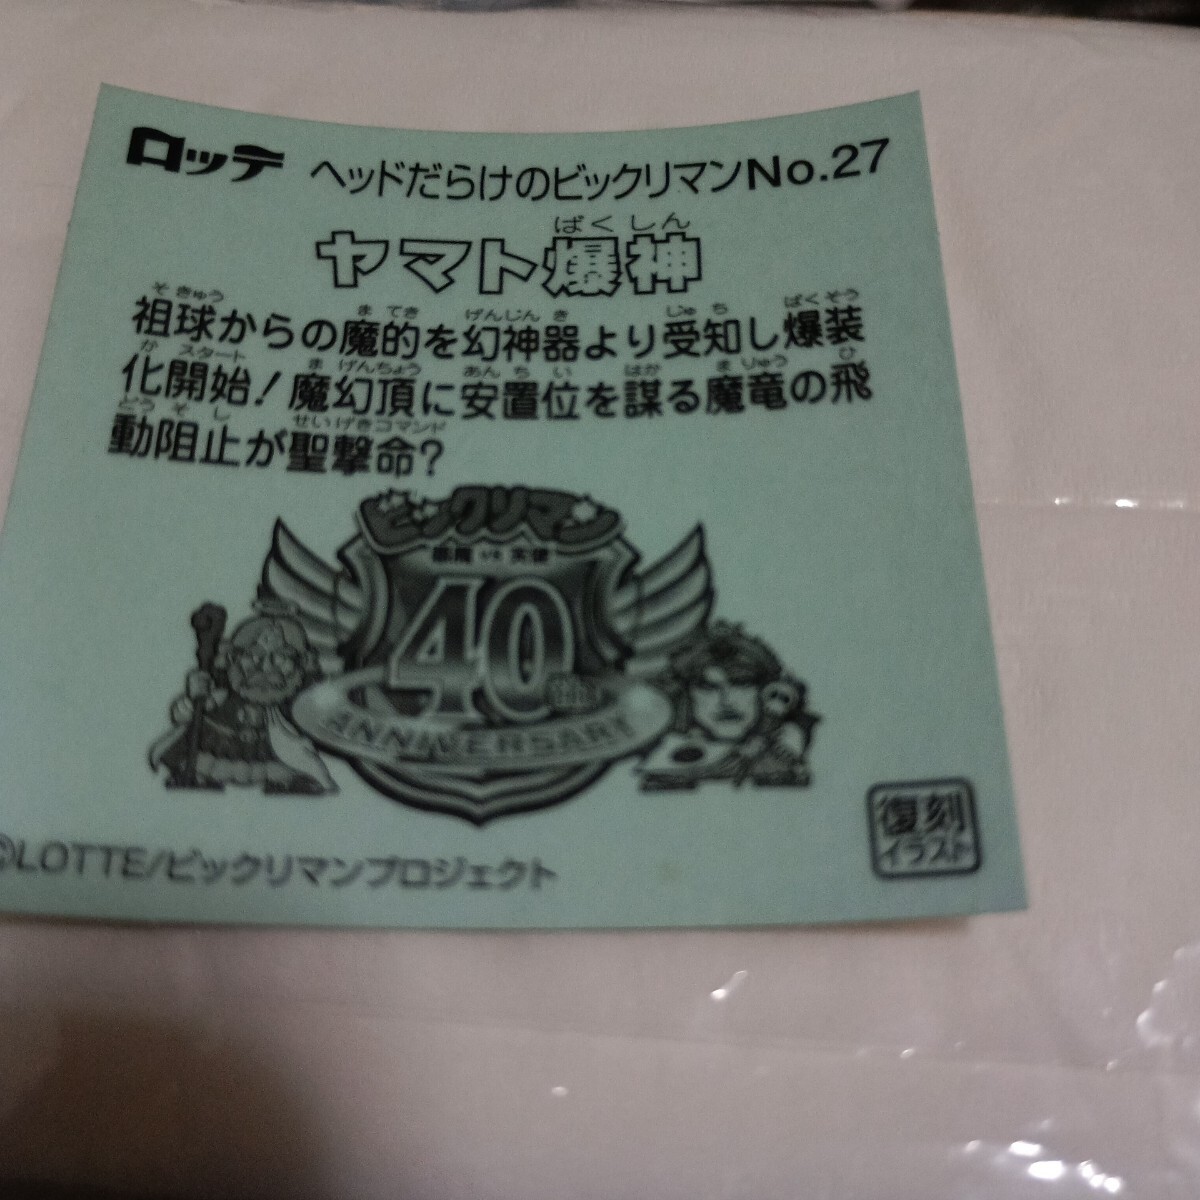 ロッテ ヘッドだらけのビックリマンNo.27
ばくしん
ヤマト爆神
そきゅう まてき げんじんき じゅち ばくそう
祖球からの魔的を幻神器より受知し爆装
か スタート まげんちょう あんちい はか まりゅう ひ
化開始!魔幻頂に安置位を謀る魔竜の飛
どうそし せいげきコマンド
動阻止が聖撃命?
ビックリマン
悪魔VS天使
40th
ANNIVERSARY
復刻
イラスト
©LOTTE/ビックリマンプロジェクト